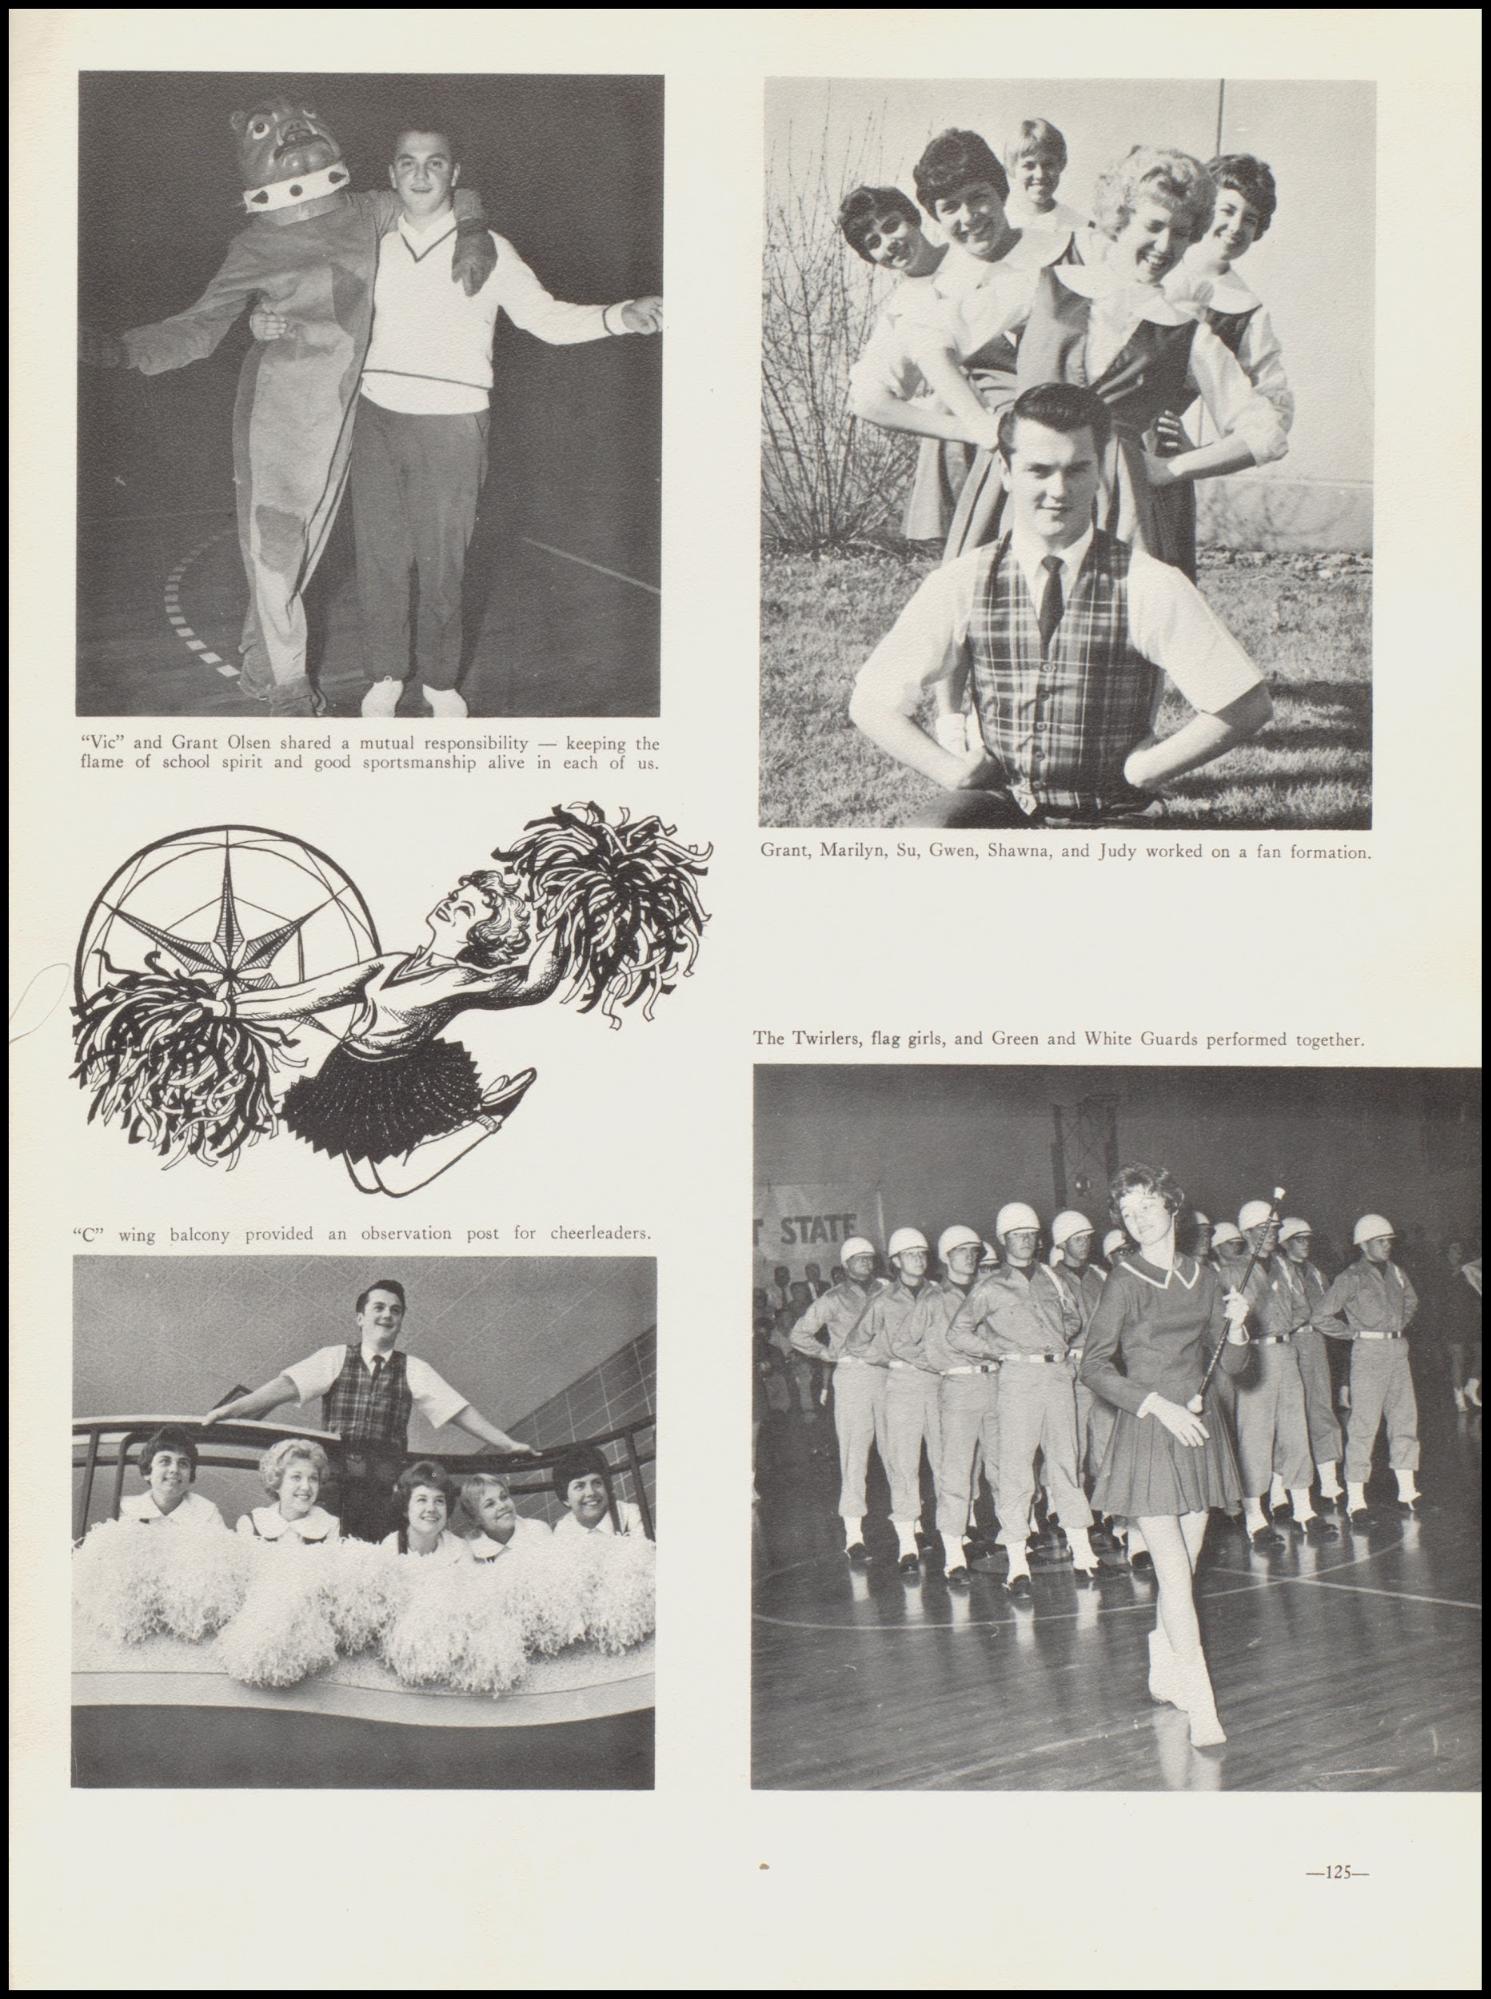 “Vic” and Grant Olsen shared a mutual responsibility — keeping the
flame of school spirit and good sportsmanship alive in each of us.
Grant, Marilyn, Su, Gwen, Shawna, and Judy worked on a fan formation.
“C” wing balcony provided an observation post for cheerleaders.
The Twirlers, flag girls, and Green and White Guards performed together.
T STATE
—125—